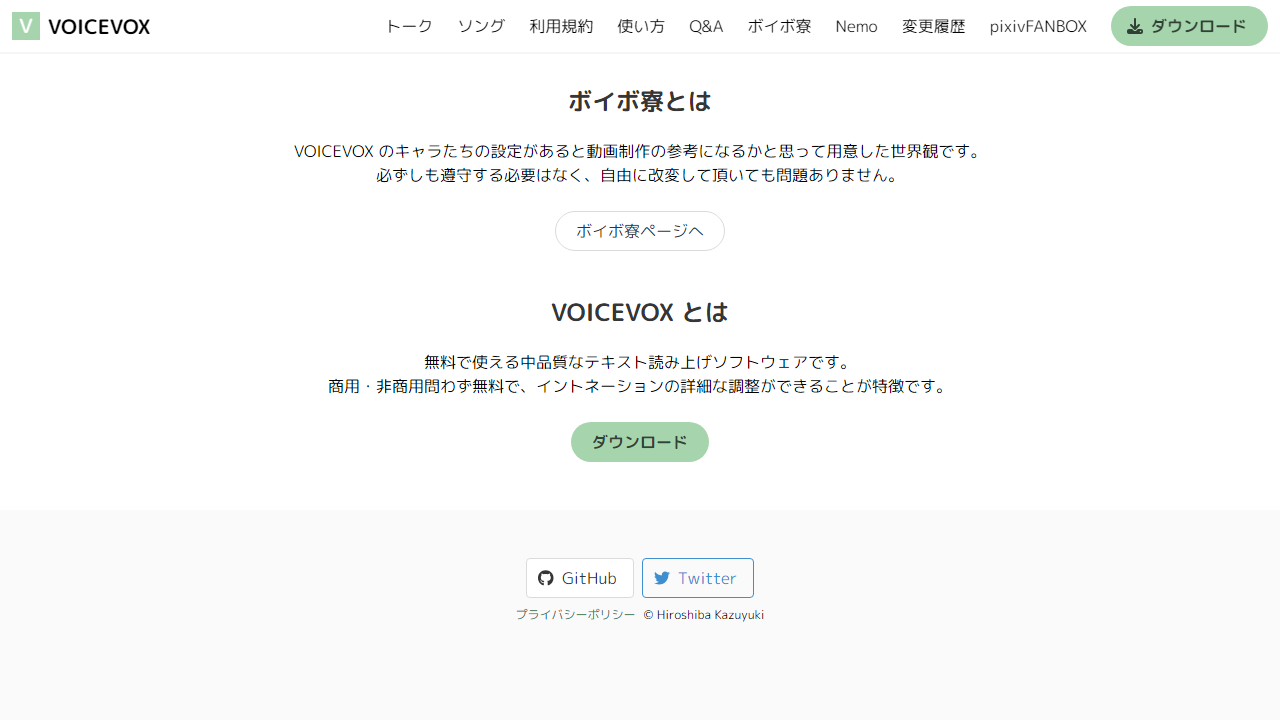 V VOICEVOX
トーク ソング 利用規約 使い方 Q&A ボイボ寮 Nemo 変更履歴 pixivFANBOX ダウンロード
ボイボ寮とは
VOICEVOX のキャラたちの設定があると動画制作の参考になるかと思って用意した世界観です。
必ずしも遵守する必要はなく、自由に改変して頂いても問題ありません。
ボイボ寮ページへ
VOICEVOX とは
無料で使える中品質なテキスト読み上げソフトウェアです。
商用・非商用問わず無料で、イントネーションの詳細な調整ができることが特徴です。
ダウンロード
GitHub Twitter
プライバシーポリシー © Hiroshiba Kazuyuki